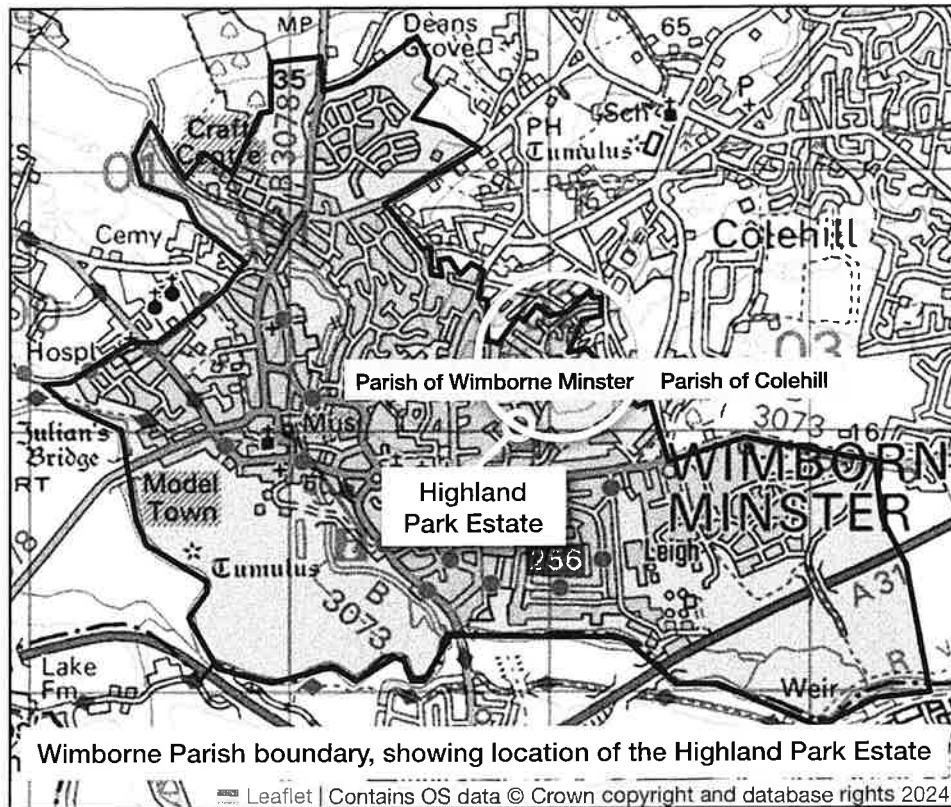 MP
Deans
Grove
65
35
B 3078
Craft
Centre
PH
Sch
P
Tumulus
01
Cemy
Colehill
03
Hospl
Parish of Wimborne Minster
Parish of Colehill
3073
16
Julian's
Bridge
Mus
WIMBORN
MINSTER
RT
Model
Town
Highland
Park Estate
256
Leigh
Tumulus
B
3073
A 31
R
Lake
Fm
Weir
Wimborne Parish boundary, showing location of the Highland Park Estate
Leaflet | Contains OS data © Crown copyright and database rights 2024